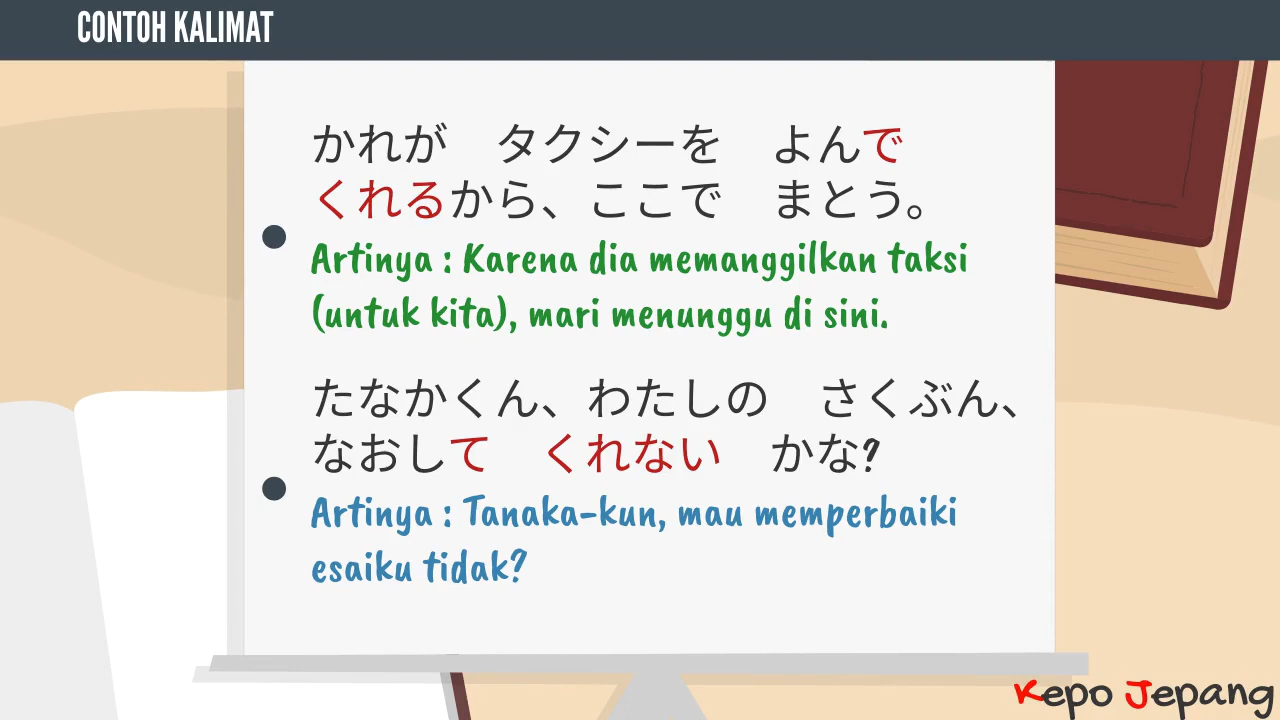 CONTOH KALIMAT
かれが　タクシーを　よんで
くれるから、ここで　まとう。
Artinya : Karena dia memanggilkan taksi
(untuk kita), mari menunggu di sini.
たなかくん、わたしの　さくぶん、
なおして　くれない　かな?
Artinya : Tanaka-kun, mau memperbaiki
esaiku tidak?
Kepo Jepang